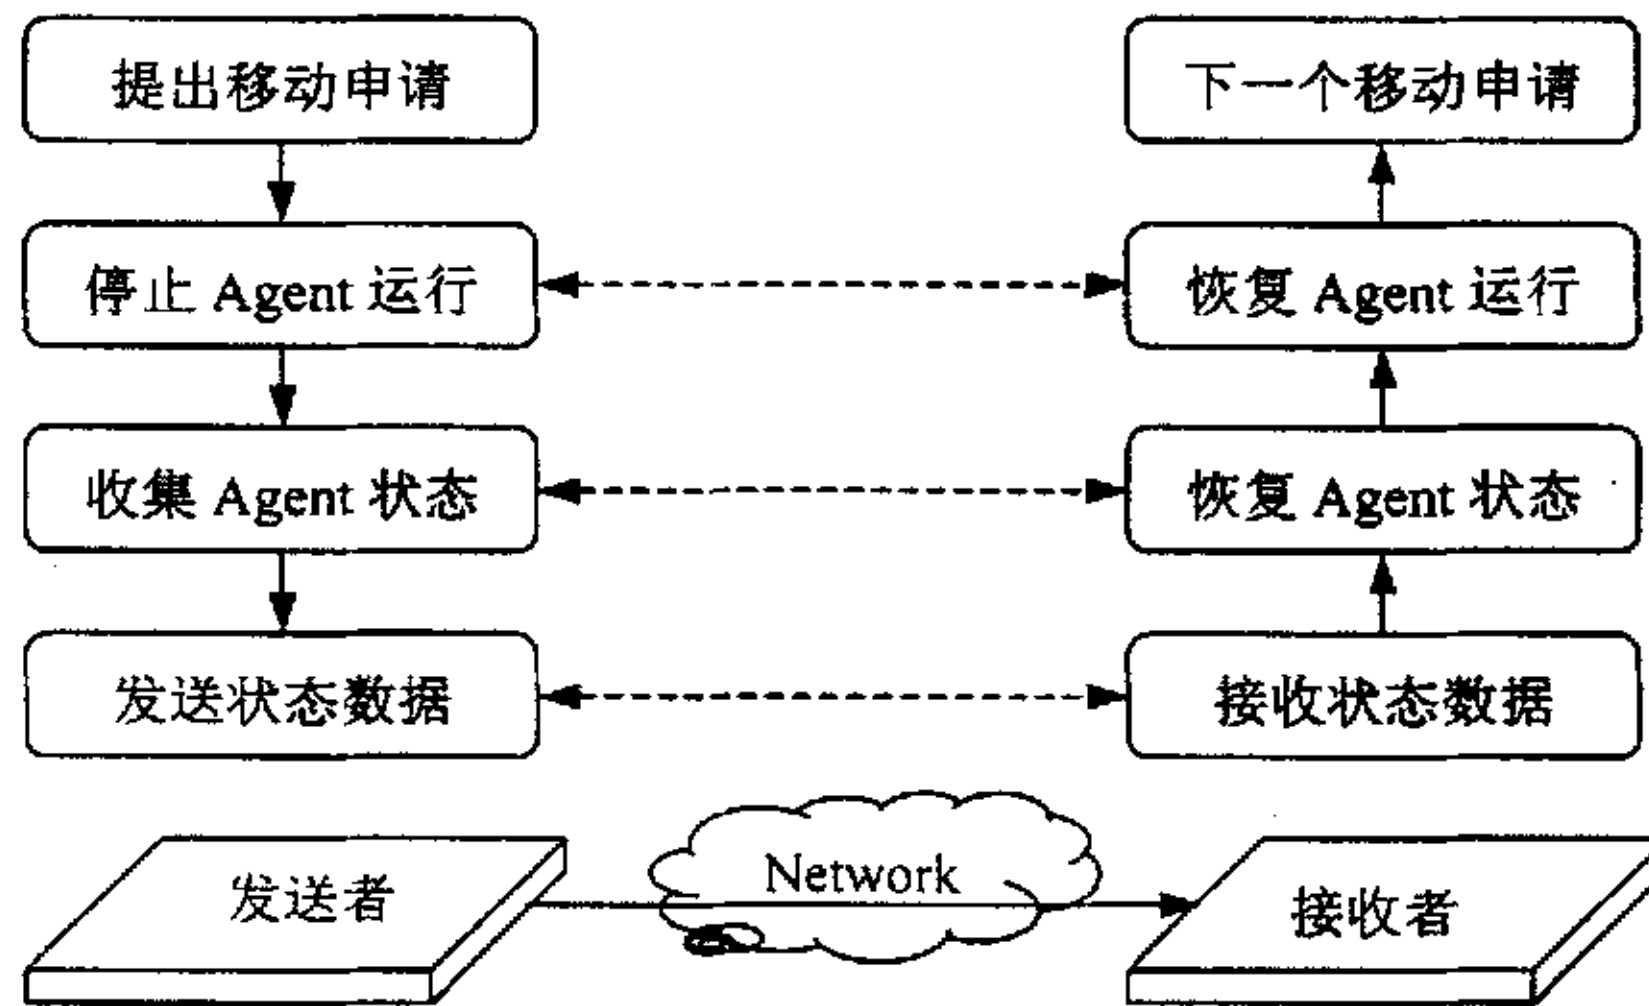 提出移动申请
下一个移动申请
停止 Agent 运行
恢复 Agent 运行
收集 Agent 状态
恢复 Agent 状态
发送状态数据
接收状态数据
发送者
Network
接收者